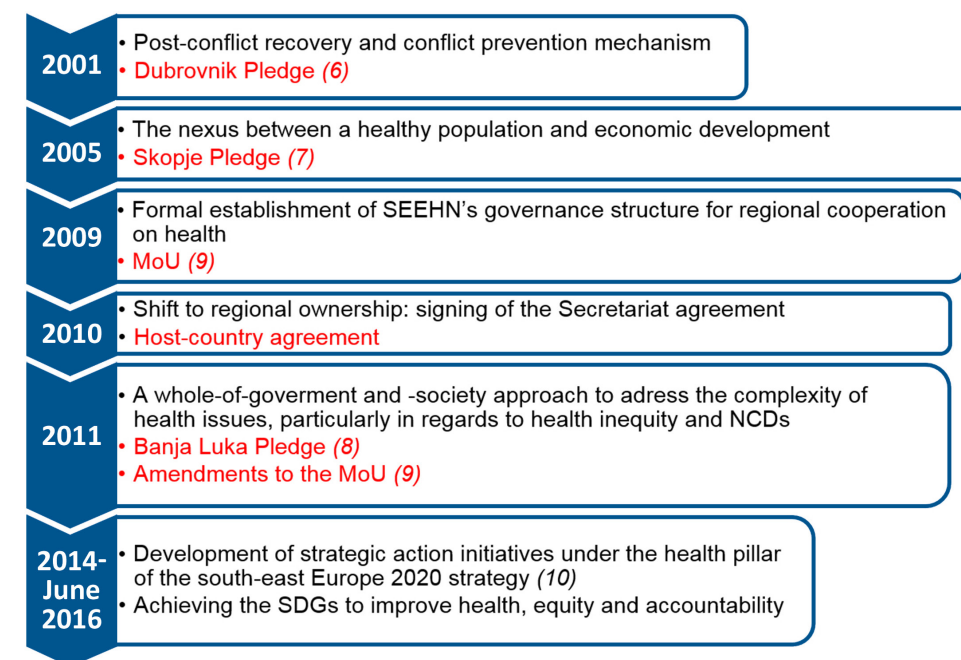 2001
• Post-conflict recovery and conflict prevention mechanism
• Dubrovnik Pledge (6)
2005
• The nexus between a healthy population and economic development
• Skopje Pledge (7)
2009
• Formal establishment of SEEHN's governance structure for regional cooperation
on health
• MoU (9)
2010
• Shift to regional ownership: signing of the Secretariat agreement
• Host-country agreement
2011
• A whole-of-goverment and -society approach to adress the complexity of
health issues, particularly in regards to health inequity and NCDs
• Banja Luka Pledge (8)
• Amendments to the MoU (9)
2014-
June
2016
• Development of strategic action initiatives under the health pillar
of the south-east Europe 2020 strategy (10)
• Achieving the SDGs to improve health, equity and accountability